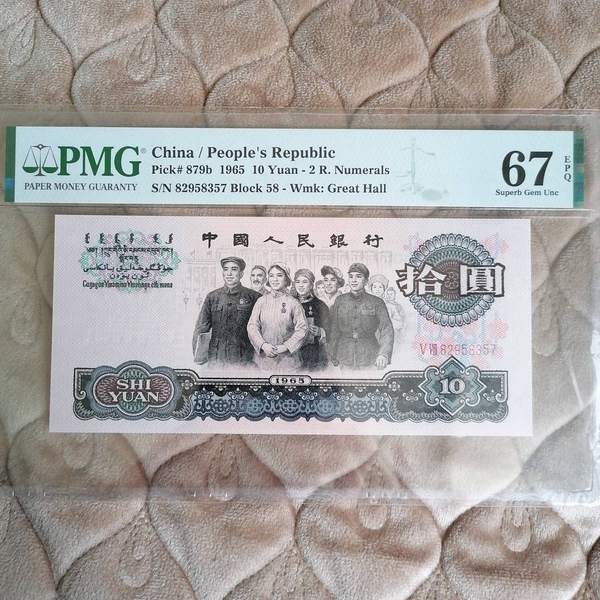 PMG
PAPER MONEY GUARANTY
China / People's Republic
Pick# 879b 1965 10 Yuan - 2 R. Numerals
S/N 82958357 Block 58 - Wmk: Great Hall
67
EPQ
Superb Gem Unc
中國人民銀行
拾圓
V VIII 82958357
1965
SHI
YUAN
10